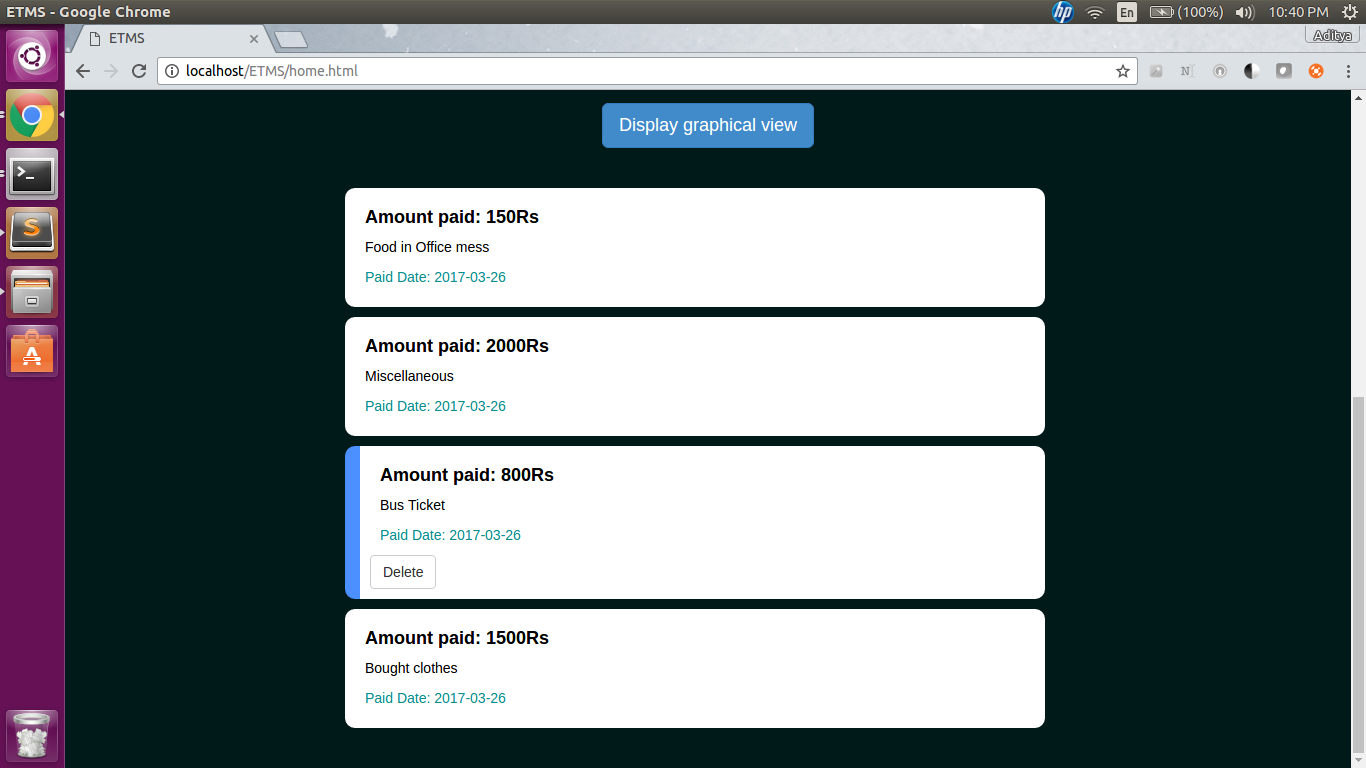 ETMS - Google Chrome
hp
En
(100%)
10:40 PM
ETMS
Aditya
localhost/ETMS/home.html
Display graphical view
Amount paid: 150Rs
Food in Office mess
Paid Date: 2017-03-26
Amount paid: 2000Rs
Miscellaneous
Paid Date: 2017-03-26
Amount paid: 800Rs
Bus Ticket
Paid Date: 2017-03-26
Delete
Amount paid: 1500Rs
Bought clothes
Paid Date: 2017-03-26